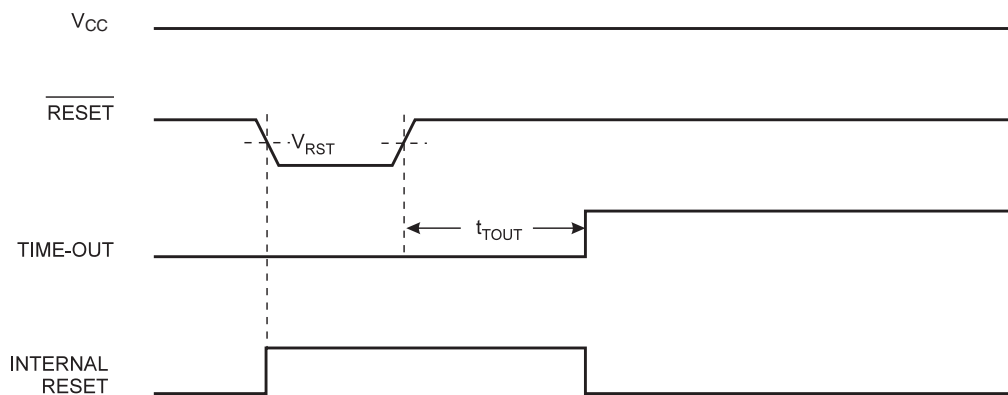 VCC
RESET
VRST
tTOUT
TIME-OUT
INTERNAL
RESET